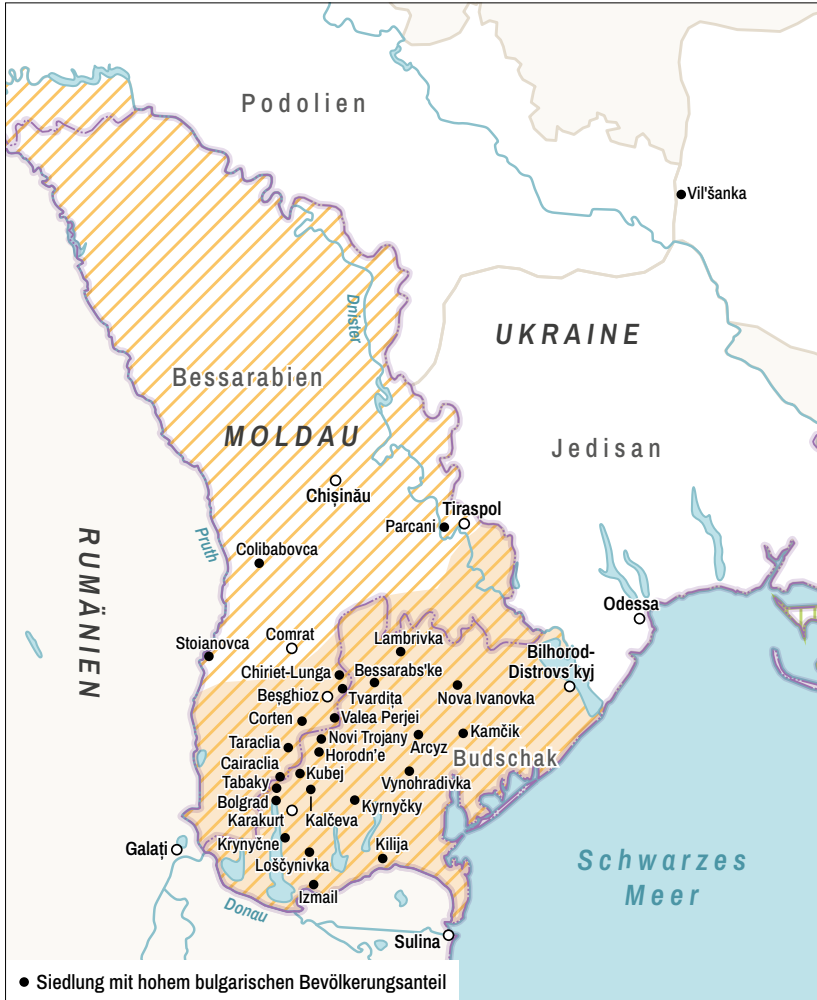 Podolien
Vil'šanka
Dnister
UKRAINE
Bessarabien
MOLDAU
Jedisan
Chișinău
Tiraspol
Parcani
RUMÄNIEN
Pruth
Colibabovca
Odessa
Stoianovca
Comrat
Lambrivka
Bilhorod-
Distrovs´kyj
Chiriet-Lunga
Bessarabs'ke
Beșghioz
Tvardița
Nova Ivanovka
Corten
Valea Perjei
Kamčik
Taraclia
Novi Trojany
Arcyz
Horodn'e
Budschak
Cairaclia
Kubej
Vynohradivka
Tabaky
Bolgrad
Kyrnyčky
Karakurt
Kalčeva
Krynyčne
Kilija
Galați
Loščynivka
Schwarzes
Meer
Izmail
Donau
Sulina
Siedlung mit hohem bulgarischen Bevölkerungsanteil